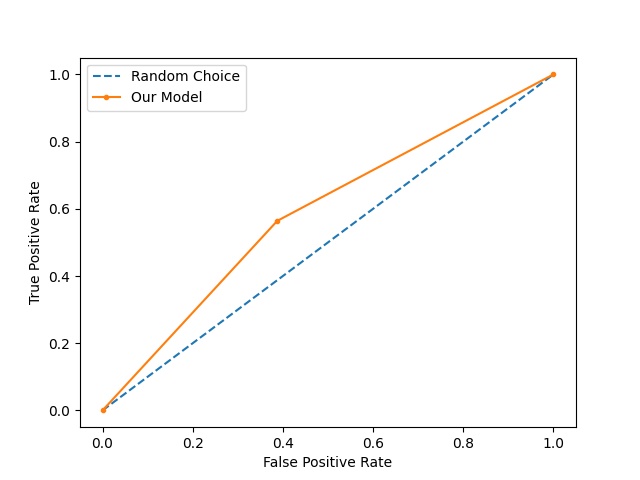 Random Choice
Our Model
1.0
0.8
0.6
0.4
0.2
0.0
True Positive Rate
0.0 0.2 0.4 0.6 0.8 1.0
False Positive Rate